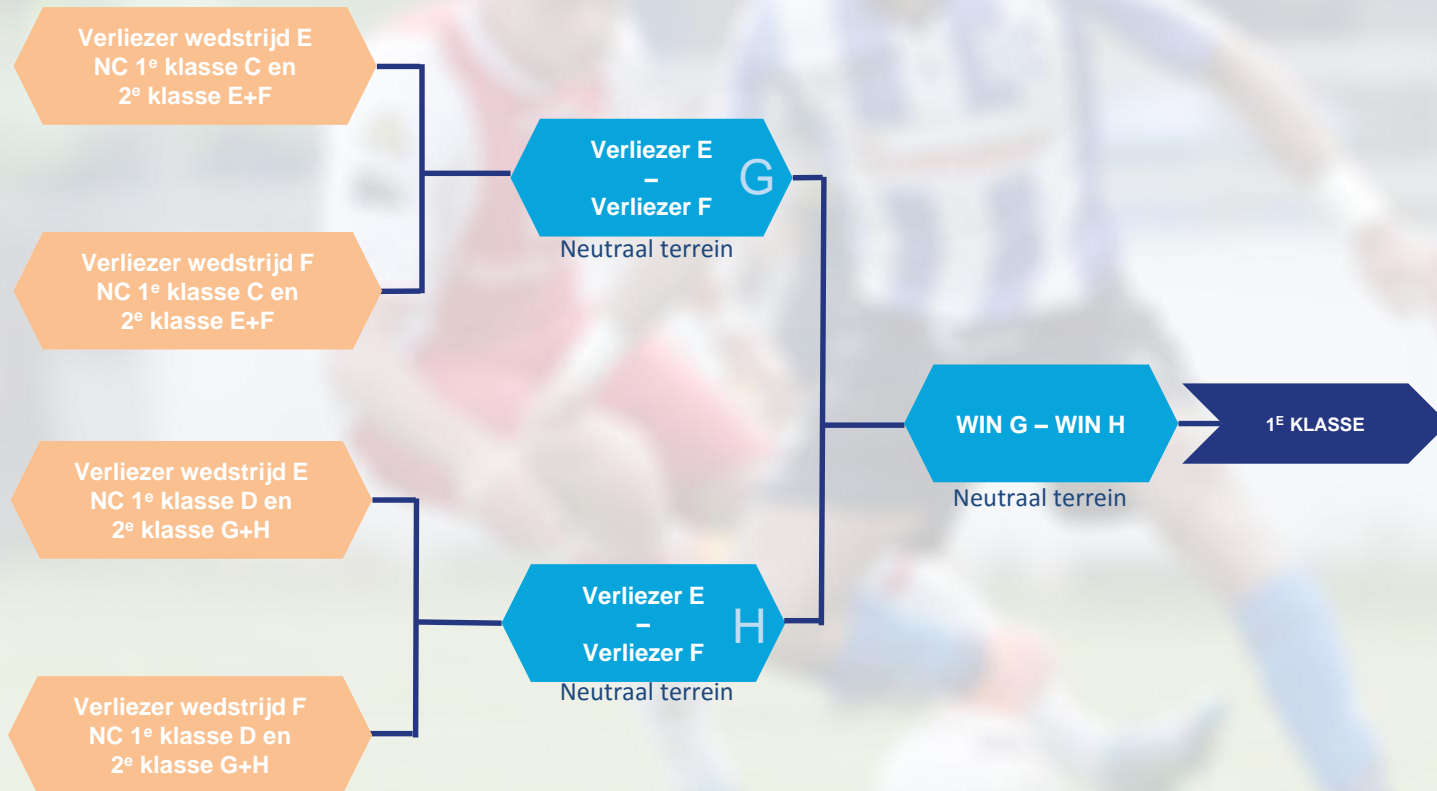 Verliezer wedstrijd E
NC 1e klasse C en
2e klasse E+F
Verliezer wedstrijd F
NC 1e klasse C en
2e klasse E+F
Verliezer E
–
Verliezer F
G
Neutraal terrein
Verliezer wedstrijd E
NC 1e klasse D en
2e klasse G+H
Verliezer wedstrijd F
NC 1e klasse D en
2e klasse G+H
Verliezer E
–
Verliezer F
H
Neutraal terrein
WIN G – WIN H
Neutraal terrein
1E KLASSE